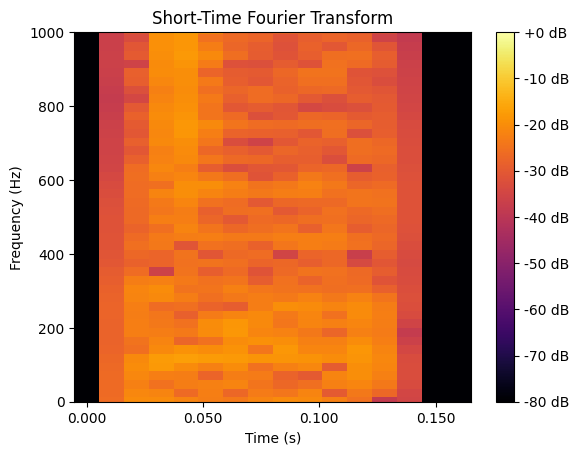 Short-Time Fourier Transform
1000
800
600
400
200
0
Frequency (Hz)
0.000
0.050
0.100
0.150
Time (s)
+0 dB
-10 dB
-20 dB
-30 dB
-40 dB
-50 dB
-60 dB
-70 dB
-80 dB